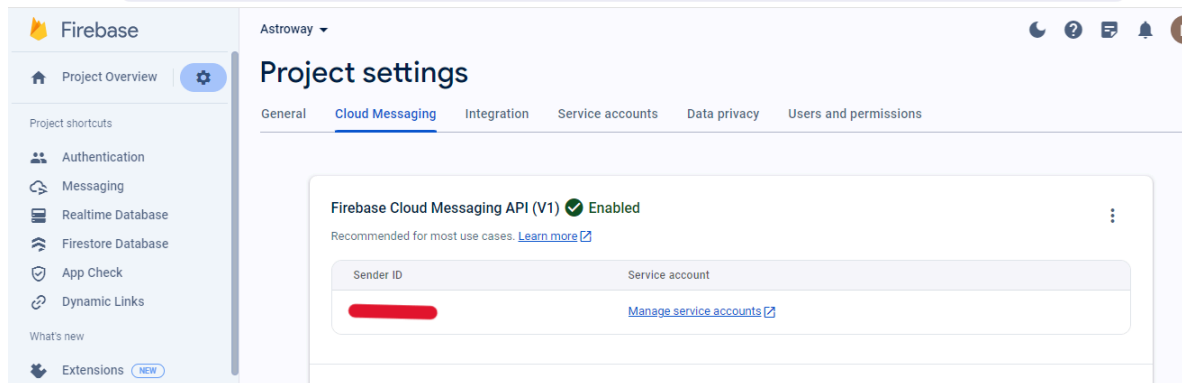 Firebase
Astroway
Project Overview
Project settings
General Cloud Messaging Integration Service accounts Data privacy Users and permissions
Project shortcuts
Authentication
Messaging
Realtime Database
Firestore Database
App Check
Dynamic Links
What's new
Extensions NEW
Firebase Cloud Messaging API (V1) Enabled
Recommended for most use cases. Learn more
Sender ID Service account
Manage service accounts